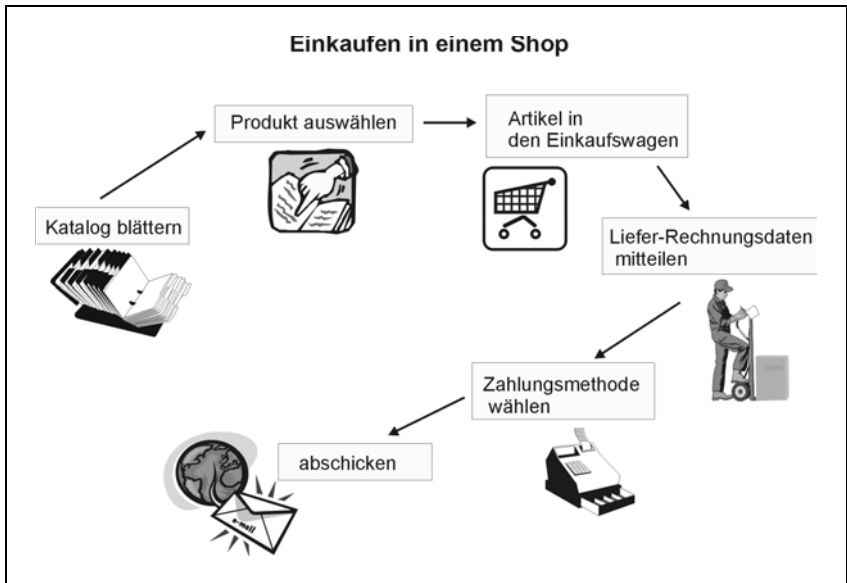 Einkaufen in einem Shop
Produkt auswählen
Artikel in
den Einkaufswagen
Katalog blättern
Liefer-Rechnungsdaten
mitteilen
Zahlungsmethode
wählen
abschicken
e-mail